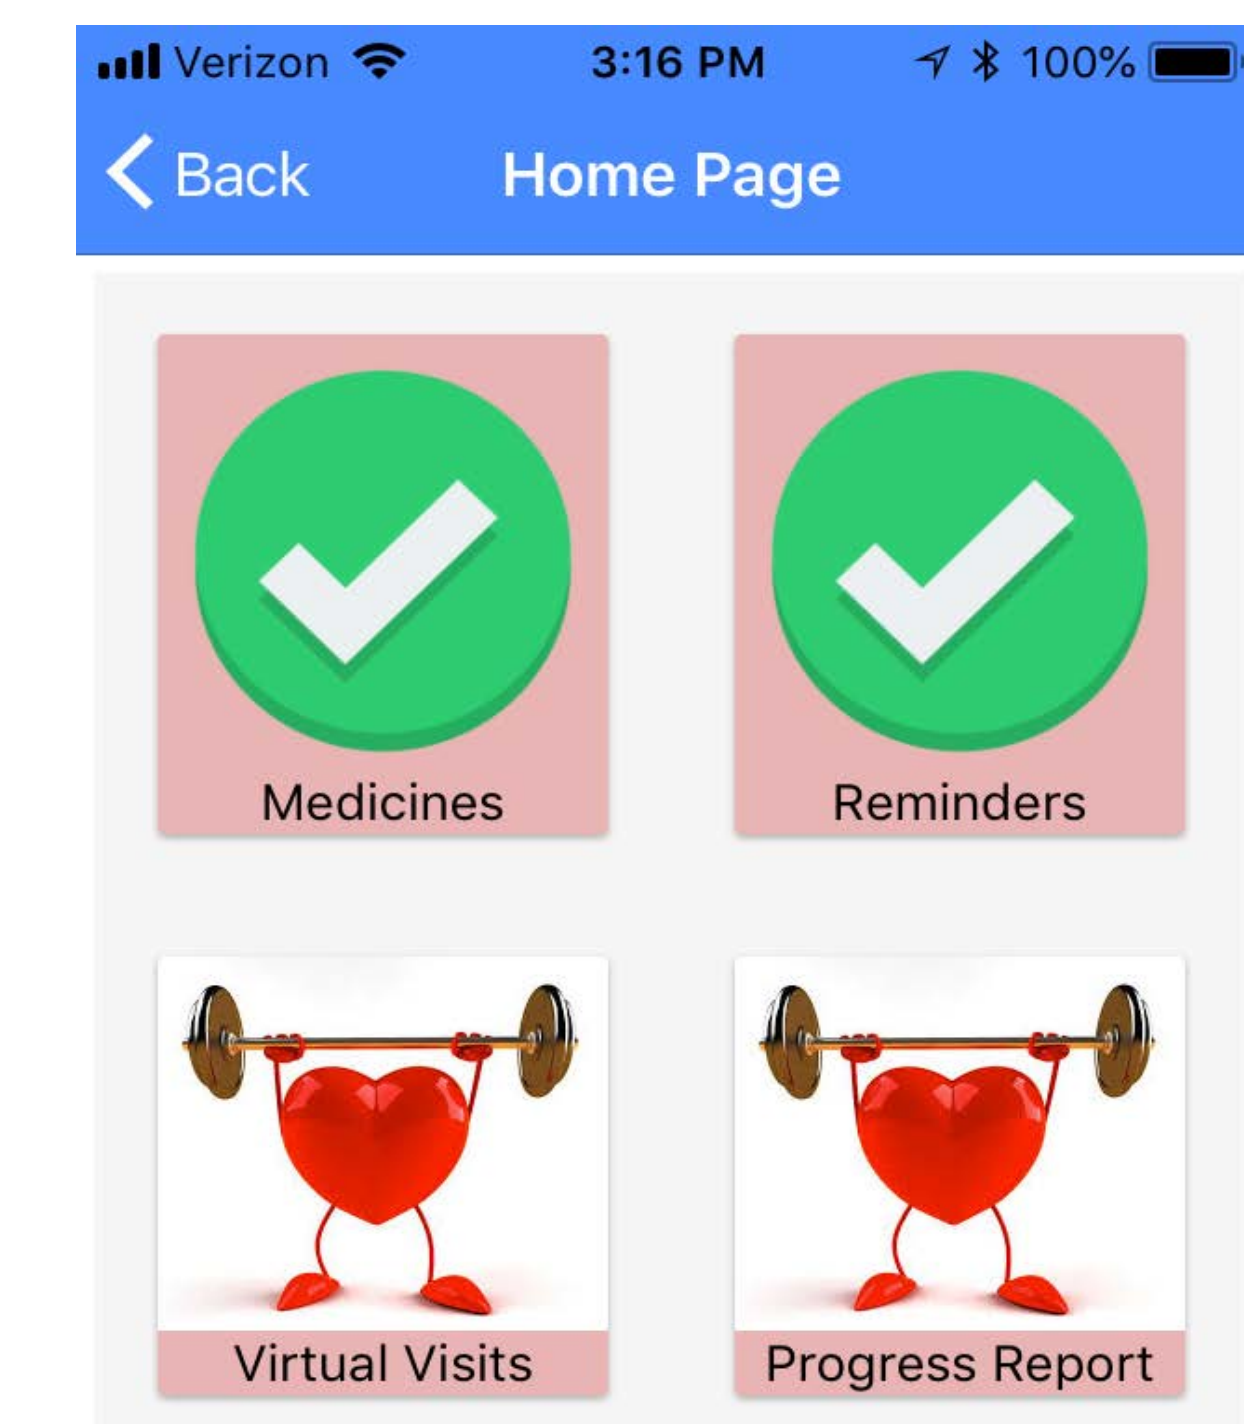 Verizon 3:16 PM 100%
Back Home Page
Medicines Reminders
Virtual Visits Progress Report